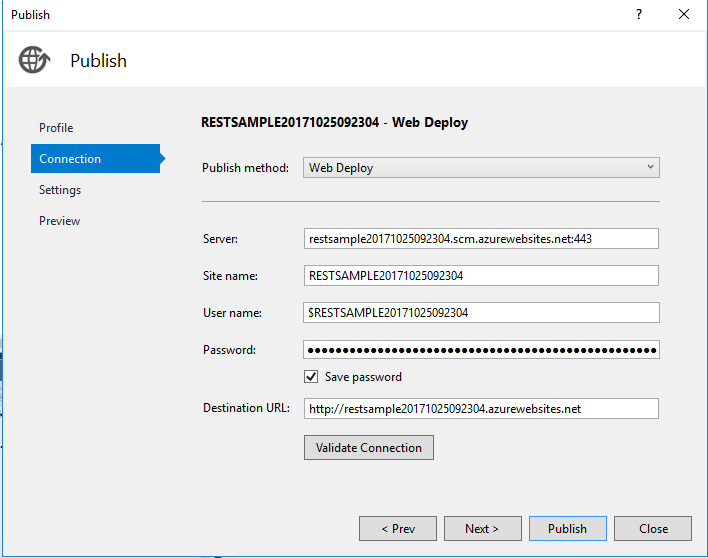 Publish
?
Publish
RESTSAMPLE20171025092304 - Web Deploy
Profile
Connection
Settings
Preview
Publish method: Web Deploy
Server: restsample20171025092304.scm.azurewebsites.net:443
Site name: RESTSAMPLE20171025092304
User name: $RESTSAMPLE20171025092304
Password: ●●●●●●●●●●●●●●●●●●●●●●●●●●●●●●●●●●●●●●●●●●●●●●●●●●
Save password
Destination URL: http://restsample20171025092304.azurewebsites.net
Validate Connection
< Prev Next > Publish Close